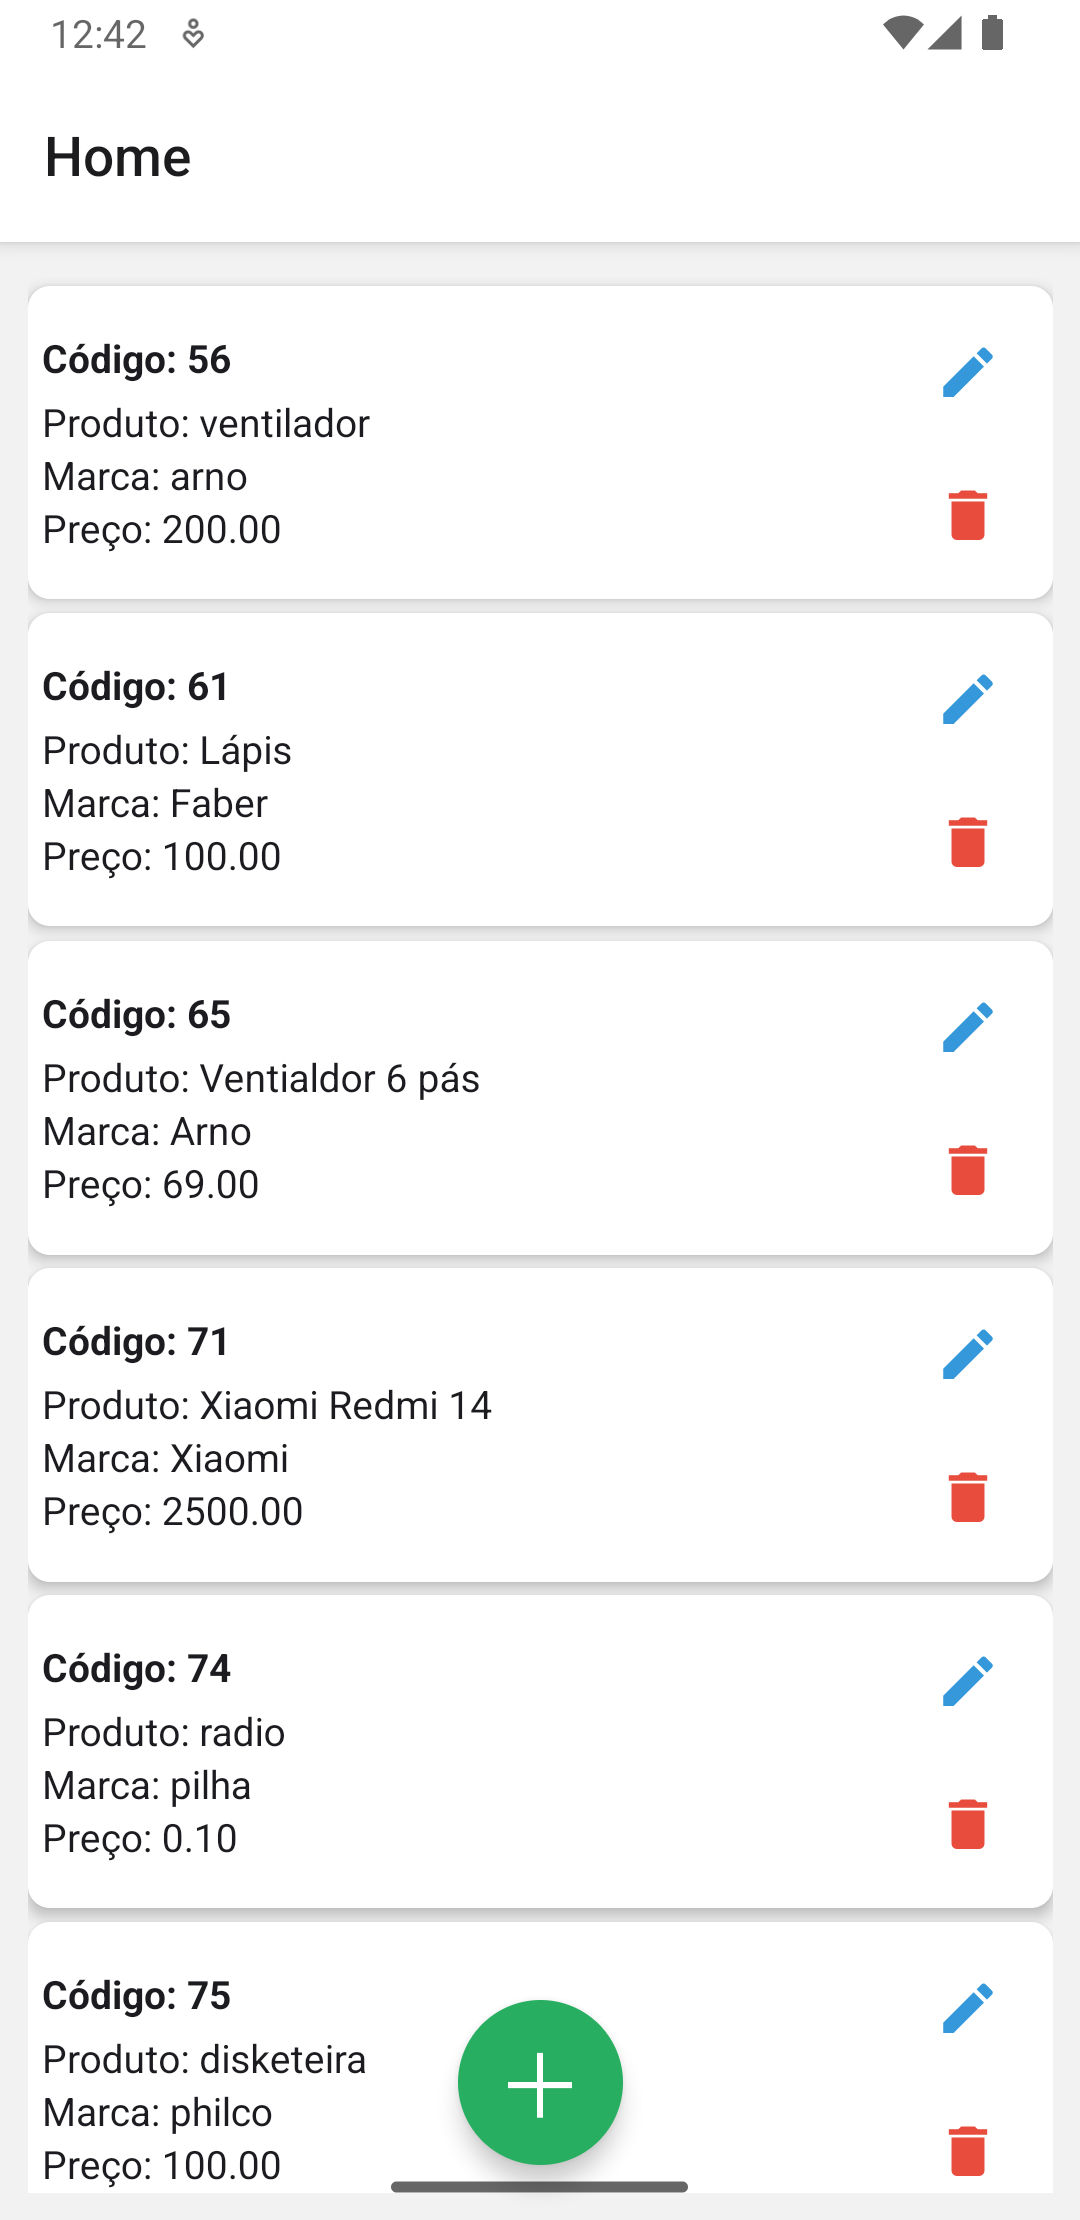 12:42
Home
Código: 56
Produto: ventilador
Marca: arno
Preço: 200.00
Código: 61
Produto: Lápis
Marca: Faber
Preço: 100.00
Código: 65
Produto: Ventialdor 6 pás
Marca: Arno
Preço: 69.00
Código: 71
Produto: Xiaomi Redmi 14
Marca: Xiaomi
Preço: 2500.00
Código: 74
Produto: radio
Marca: pilha
Preço: 0.10
Código: 75
Produto: disketeira
Marca: philco
Preço: 100.00